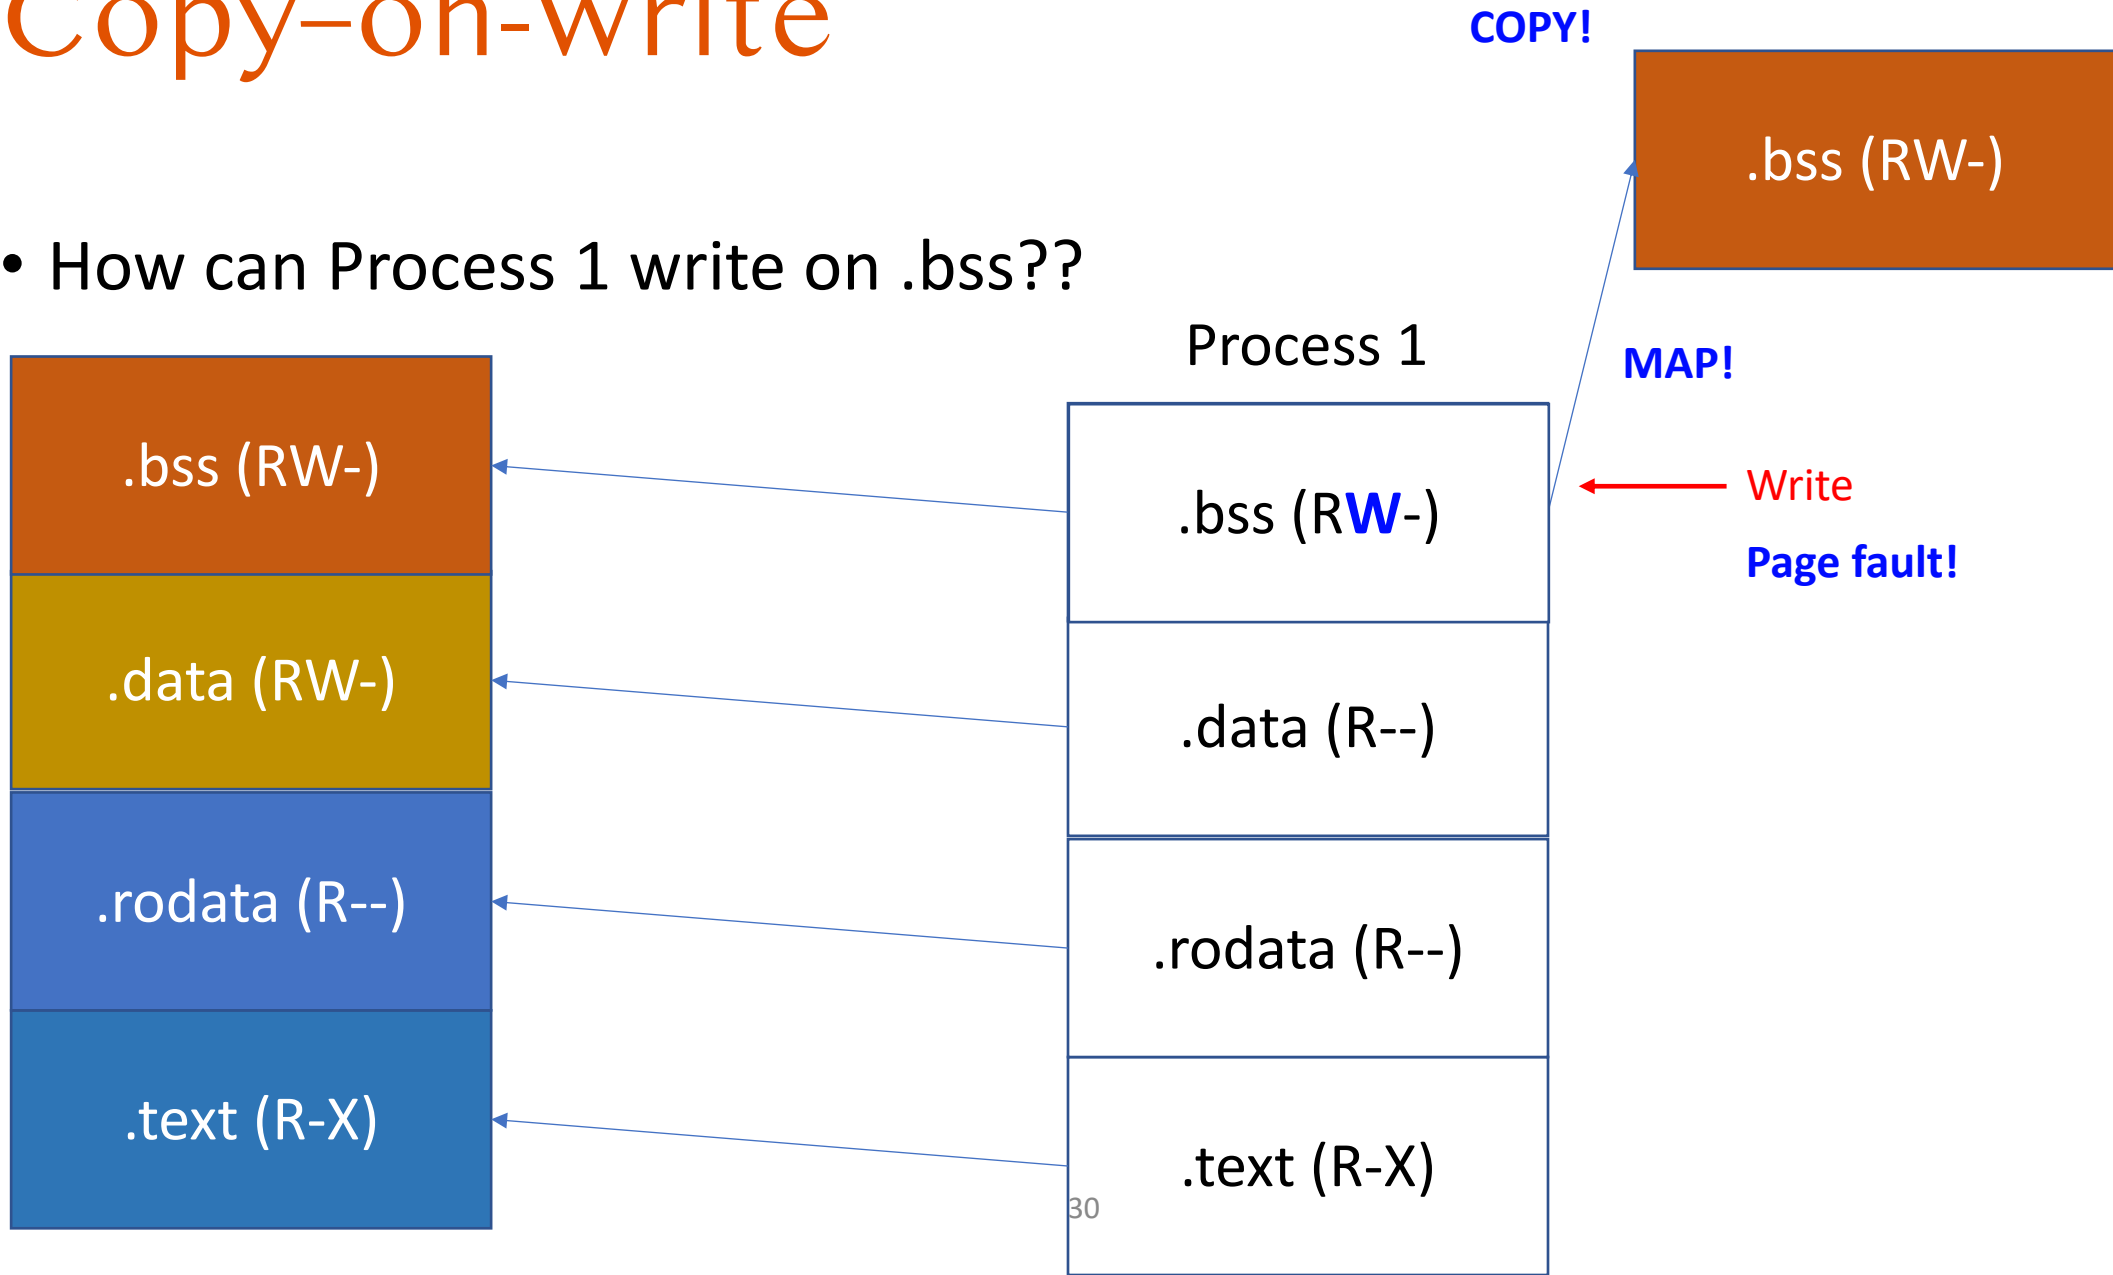 Copy–on-write
COPY!
.bss (RW-)
• How can Process 1 write on .bss??
Process 1
MAP!
.bss (RW-)
.bss (RW-)
Write
Page fault!
.data (RW-)
.data (R--)
.rodata (R--)
.rodata (R--)
.text (R-X)
.text (R-X)
30